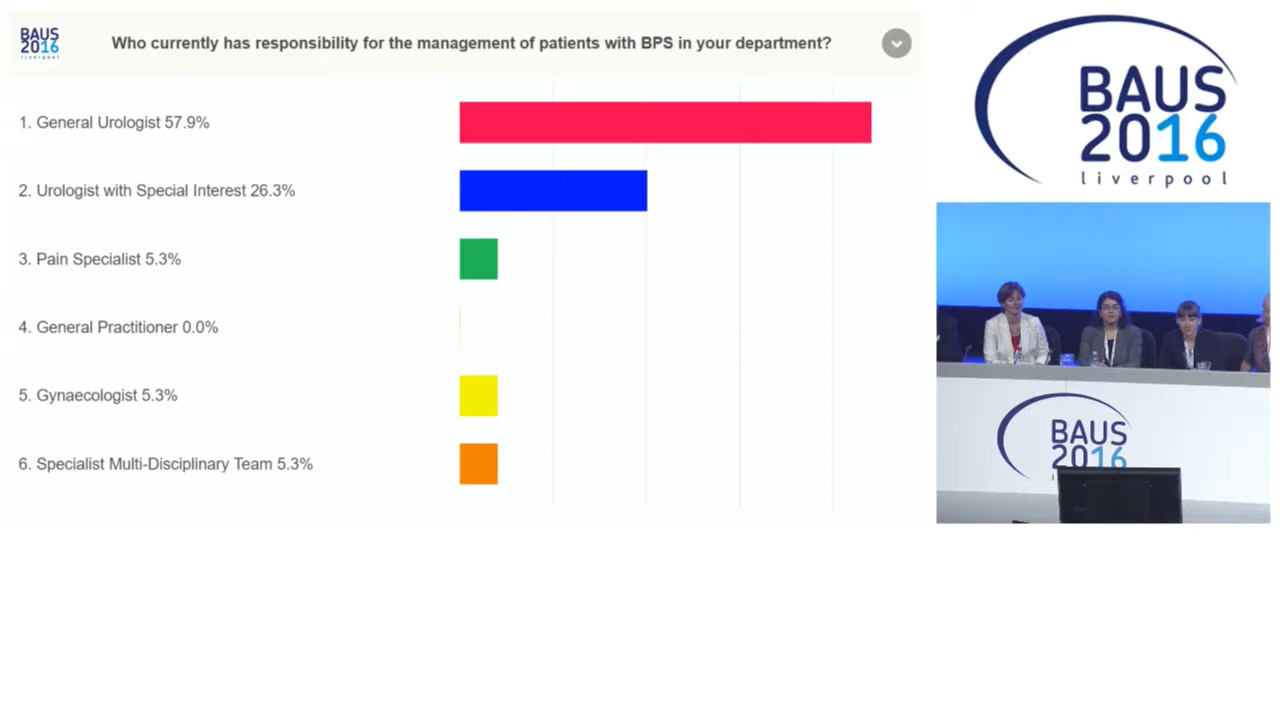 BAUS
2016
liverpool
Who currently has responsibility for the management of patients with BPS in your department?
1. General Urologist 57.9%
2. Urologist with Special Interest 26.3%
3. Pain Specialist 5.3%
4. General Practitioner 0.0%
5. Gynaecologist 5.3%
6. Specialist Multi-Disciplinary Team 5.3%
BAUS
2016
liverpool
BAUS
2016